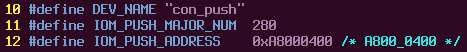 10 #define DEV_NAME "con_push"
11 #define IOM_PUSH_MAJOR_NUM  280
12 #define IOM_PUSH_ADDRESS    0xA8000400 /* A800_0400 */